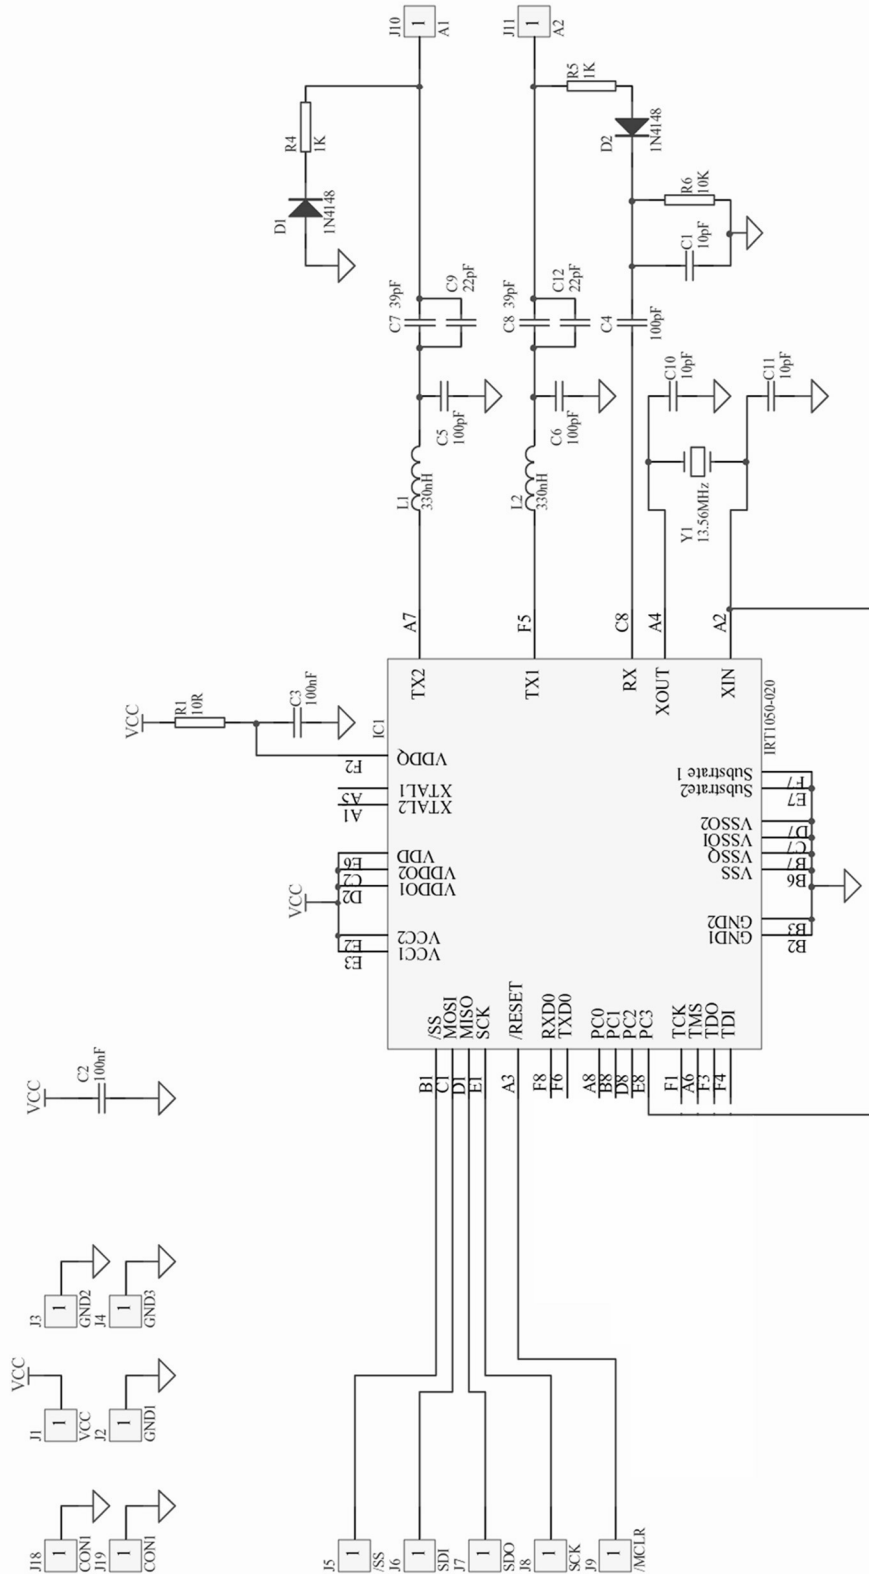 J10
1
A1
J11
1
A2
R4
1K
D1
1N4148
R5
1K
D2
1N4148
R6
10K
C1
10pF
C7
39pF
C9
22pF
C8
39pF
C12
22pF
C4
100pF
C5
100pF
C6
100pF
C10
10pF
C11
10pF
L1
330nH
L2
330nH
Y1
13.56MHz
A7
F5
C8
A4
A2
TX2
TX1
RX
XOUT
XIN
VCC
R1
10R
C3
100nF
IC1
IRT1050-020
F2
VDDQ
A5
XTAL1
A1
XTAL2
VCC
E6
VDD
C2
VDDO2
D2
VDDO1
E2
VCC2
E3
VCC1
Substrate 1
F7
Substrate2
E7
VSSO2
D7
VSSO1
C7
VSSQ
B7
VSS
B6
GND2
B3
GND1
B2
/SS
MOSI
MISO
SCK
/RESET
RXD0
TXD0
PC0
PC1
PC2
PC3
TCK
TMS
TDO
TDI
B1
C1
D1
E1
A3
F8
F6
A8
B8
D8
E8
F1
A6
F3
F4
VCC
C2
100nF
J3
1
GND2
J4
1
GND3
VCC
J1
1
VCC
J2
1
GND1
J18
1
CON1
J19
1
CON1
J5
1
/SS
J6
1
SDI
J7
1
SDO
J8
1
SCK
J9
1
/MCLR